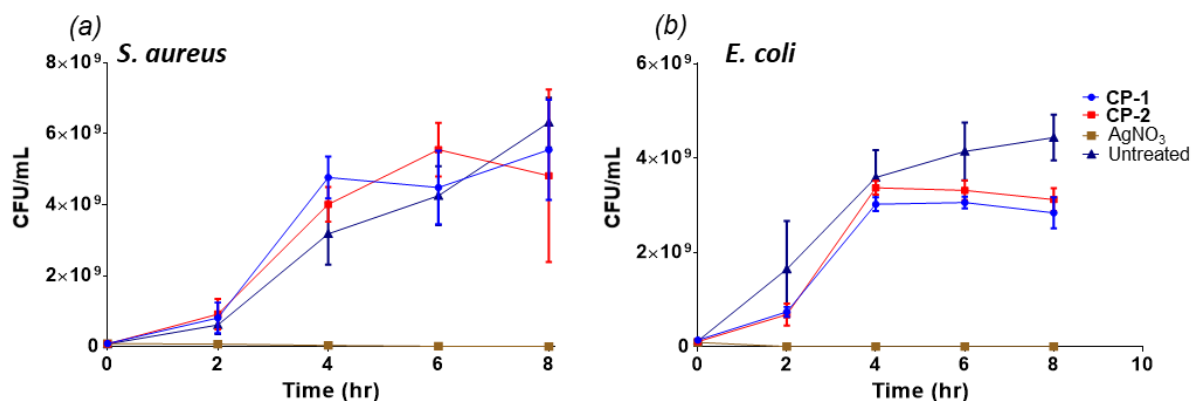 (a)
S. aureus
8×10⁹
6×10⁹
4×10⁹
2×10⁹
0
CFU/mL
0 2 4 6 8
Time (hr)
(b)
E. coli
6×10⁹
4×10⁹
2×10⁹
0
CFU/mL
0 2 4 6 8 10
Time (hr)
CP-1
CP-2
AgNO₃
Untreated